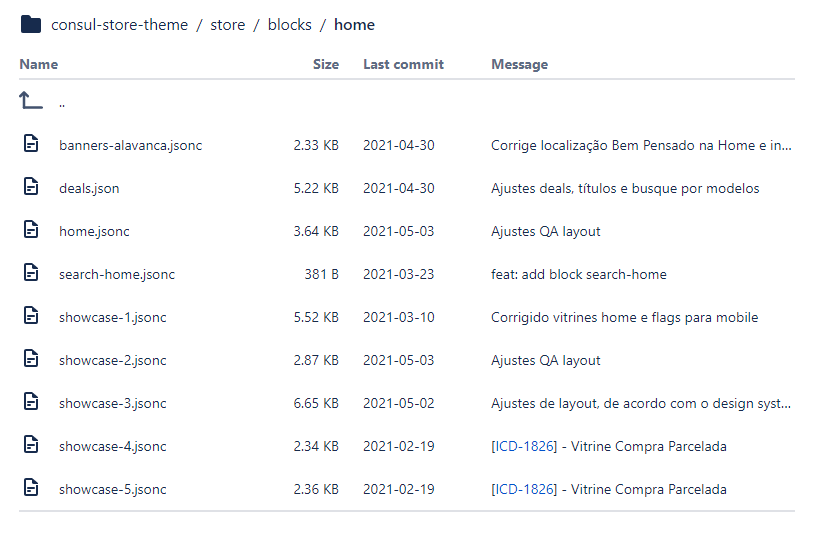 consul-store-theme / store / blocks / home
Name Size Last commit Message
..
banners-alavanca.jsonc 2.33 KB 2021-04-30 Corrige localização Bem Pensado na Home e in...
deals.json 5.22 KB 2021-04-30 Ajustes deals, títulos e busque por modelos
home.jsonc 3.64 KB 2021-05-03 Ajustes QA layout
search-home.jsonc 381 B 2021-03-23 feat: add block search-home
showcase-1.jsonc 5.52 KB 2021-03-10 Corrigido vitrines home e flags para mobile
showcase-2.jsonc 2.87 KB 2021-05-03 Ajustes QA layout
showcase-3.jsonc 6.65 KB 2021-05-02 Ajustes de layout, de acordo com o design syst...
showcase-4.jsonc 2.34 KB 2021-02-19 [ICD-1826] - Vitrine Compra Parcelada
showcase-5.jsonc 2.36 KB 2021-02-19 [ICD-1826] - Vitrine Compra Parcelada